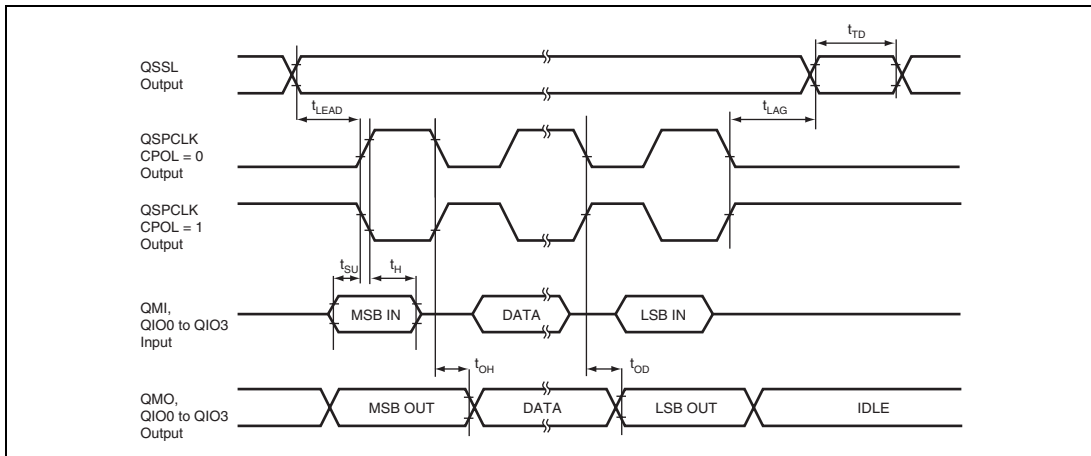 tTD
QSSL
Output
tLEAD
tLAG
QSPCLK
CPOL = 0
Output
QSPCLK
CPOL = 1
Output
tSU
tH
QMI,
QIO0 to QIO3
Input
MSB IN
DATA
LSB IN
tOH
tOD
QMO,
QIO0 to QIO3
Output
MSB OUT
DATA
LSB OUT
IDLE